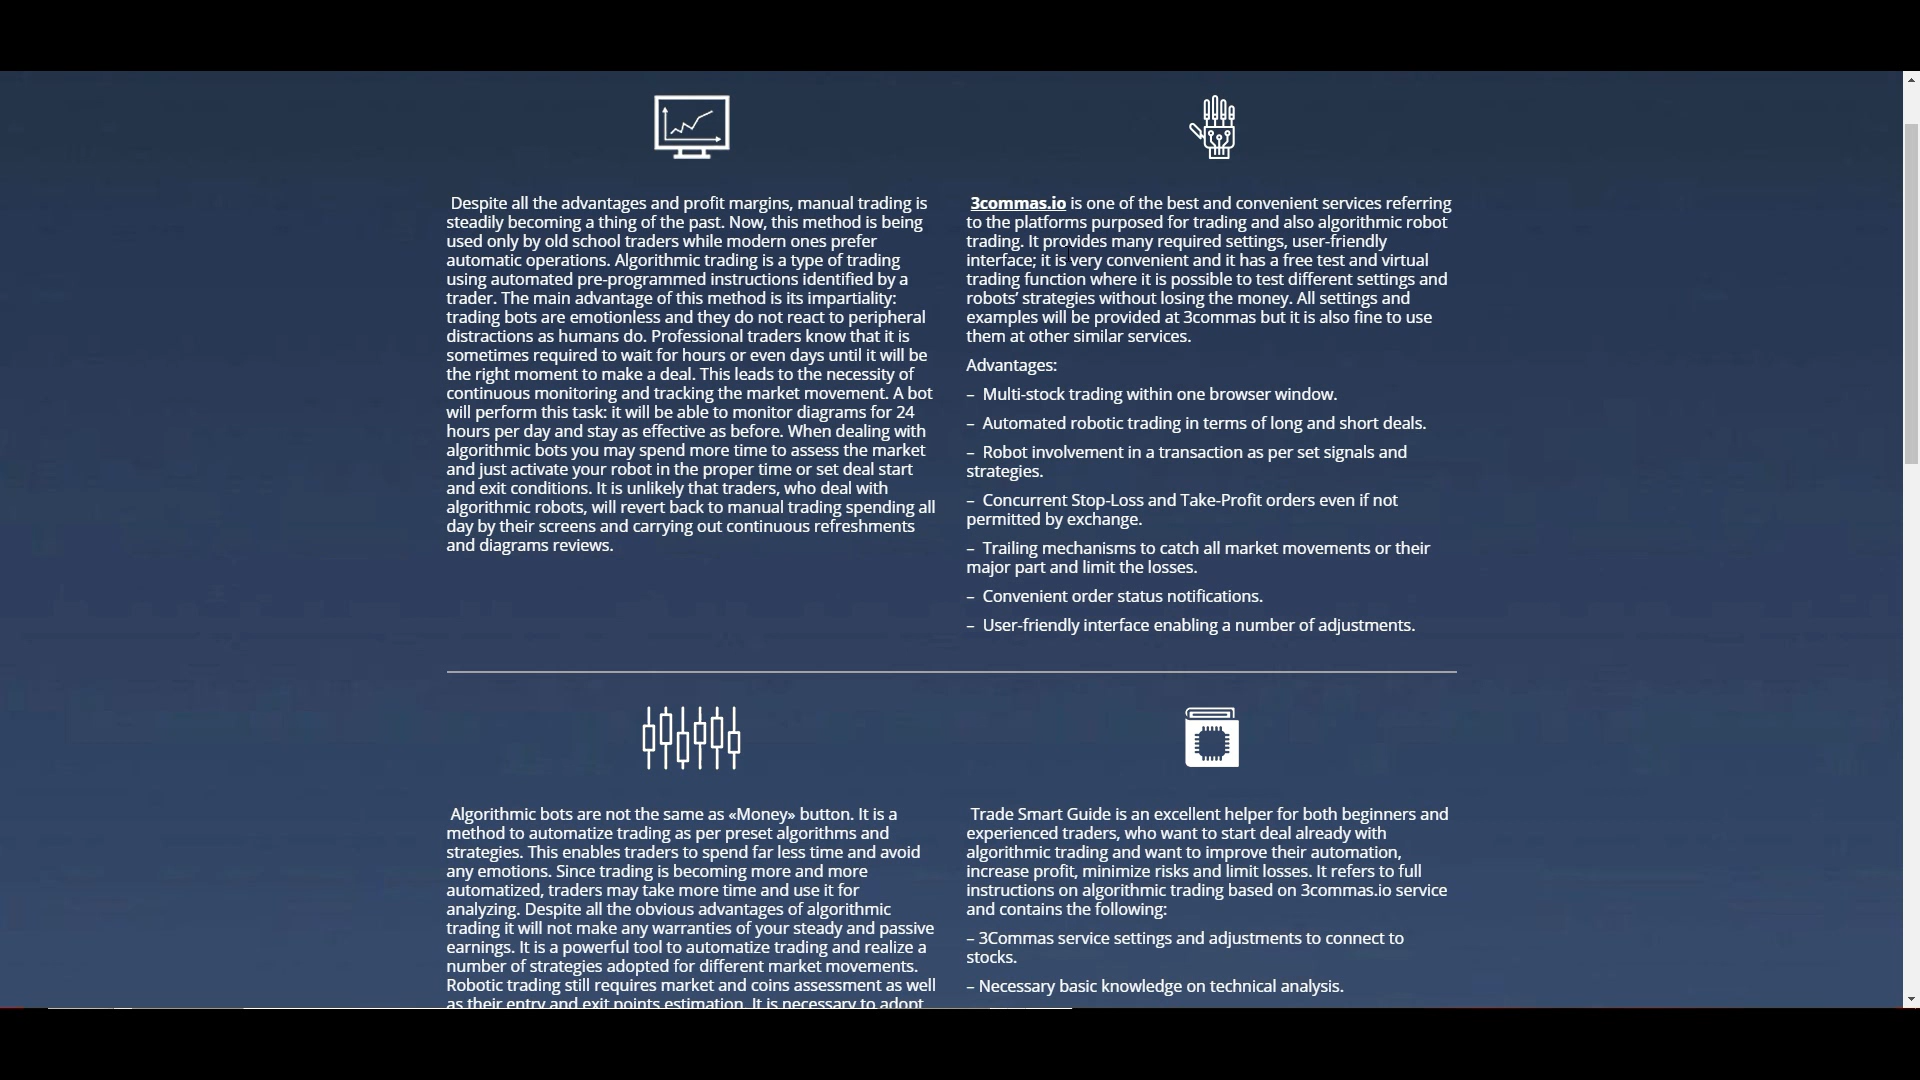 Despite all the advantages and profit margins, manual trading is
steadily becoming a thing of the past. Now, this method is being
used only by old school traders while modern ones prefer
automatic operations. Algorithmic trading is a type of trading
using automated pre-programmed instructions identified by a
trader. The main advantage of this method is its impartiality:
trading bots are emotionless and they do not react to peripheral
distractions as humans do. Professional traders know that it is
sometimes required to wait for hours or even days until it will be
the right moment to make a deal. This leads to the necessity of
continuous monitoring and tracking the market movement. A bot
will perform this task: it will be able to monitor diagrams for 24
hours per day and stay as effective as before. When dealing with
algorithmic bots you may spend more time to assess the market
and just activate your robot in the proper time or set deal start
and exit conditions. It is unlikely that traders, who deal with
algorithmic robots, will revert back to manual trading spending all
day by their screens and carrying out continuous refreshments
and diagrams reviews.
3commas.io is one of the best and convenient services referring
to the platforms purposed for trading and also algorithmic robot
trading. It provides many required settings, user-friendly
interface; it is very convenient and it has a free test and virtual
trading function where it is possible to test different settings and
robots’ strategies without losing the money. All settings and
examples will be provided at 3commas but it is also fine to use
them at other similar services.
Advantages:
– Multi-stock trading within one browser window.
– Automated robotic trading in terms of long and short deals.
– Robot involvement in a transaction as per set signals and
strategies.
– Concurrent Stop-Loss and Take-Profit orders even if not
permitted by exchange.
– Trailing mechanisms to catch all market movements or their
major part and limit the losses.
– Convenient order status notifications.
– User-friendly interface enabling a number of adjustments.
Algorithmic bots are not the same as «Money» button. It is a
method to automatize trading as per preset algorithms and
strategies. This enables traders to spend far less time and avoid
any emotions. Since trading is becoming more and more
automatized, traders may take more time and use it for
analyzing. Despite all the obvious advantages of algorithmic
trading it will not make any warranties of your steady and passive
earnings. It is a powerful tool to automatize trading and realize a
number of strategies adopted for different market movements.
Robotic trading still requires market and coins assessment as well
as their entry and exit points estimation. It is necessary to adopt
Trade Smart Guide is an excellent helper for both beginners and
experienced traders, who want to start deal already with
algorithmic trading and want to improve their automation,
increase profit, minimize risks and limit losses. It refers to full
instructions on algorithmic trading based on 3commas.io service
and contains the following:
– 3Commas service settings and adjustments to connect to
stocks.
– Necessary basic knowledge on technical analysis.